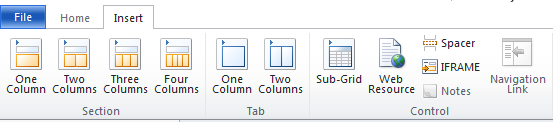 File Home Insert
One Column
Two Columns
Three Columns
Four Columns
Section
One Column
Two Columns
Tab
Sub-Grid
Web Resource
Spacer
IFRAME
Notes
Navigation Link
Control